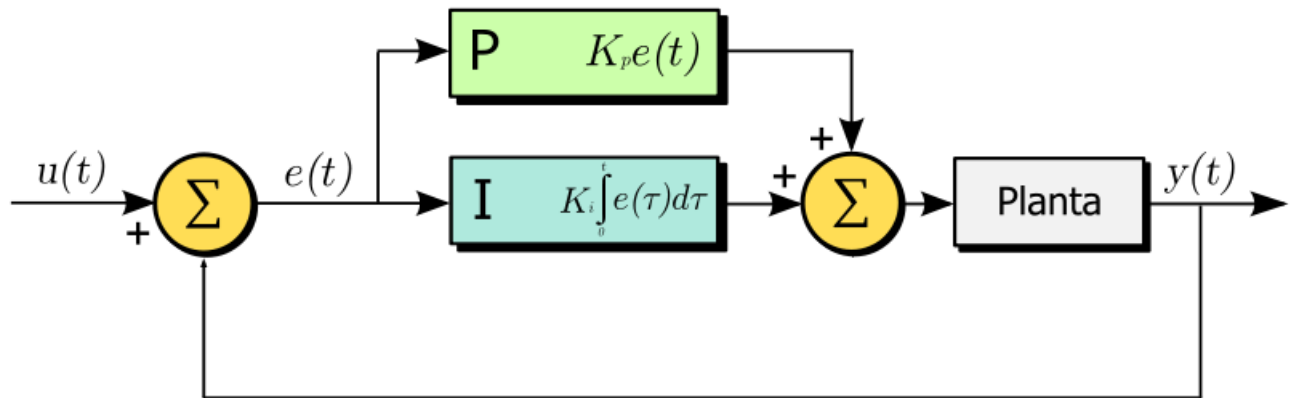 P K_p e(t)
+
u(t)
+
Σ
e(t)
I K_i ∫_0^t e(τ)dτ
+
Σ
Planta
y(t)